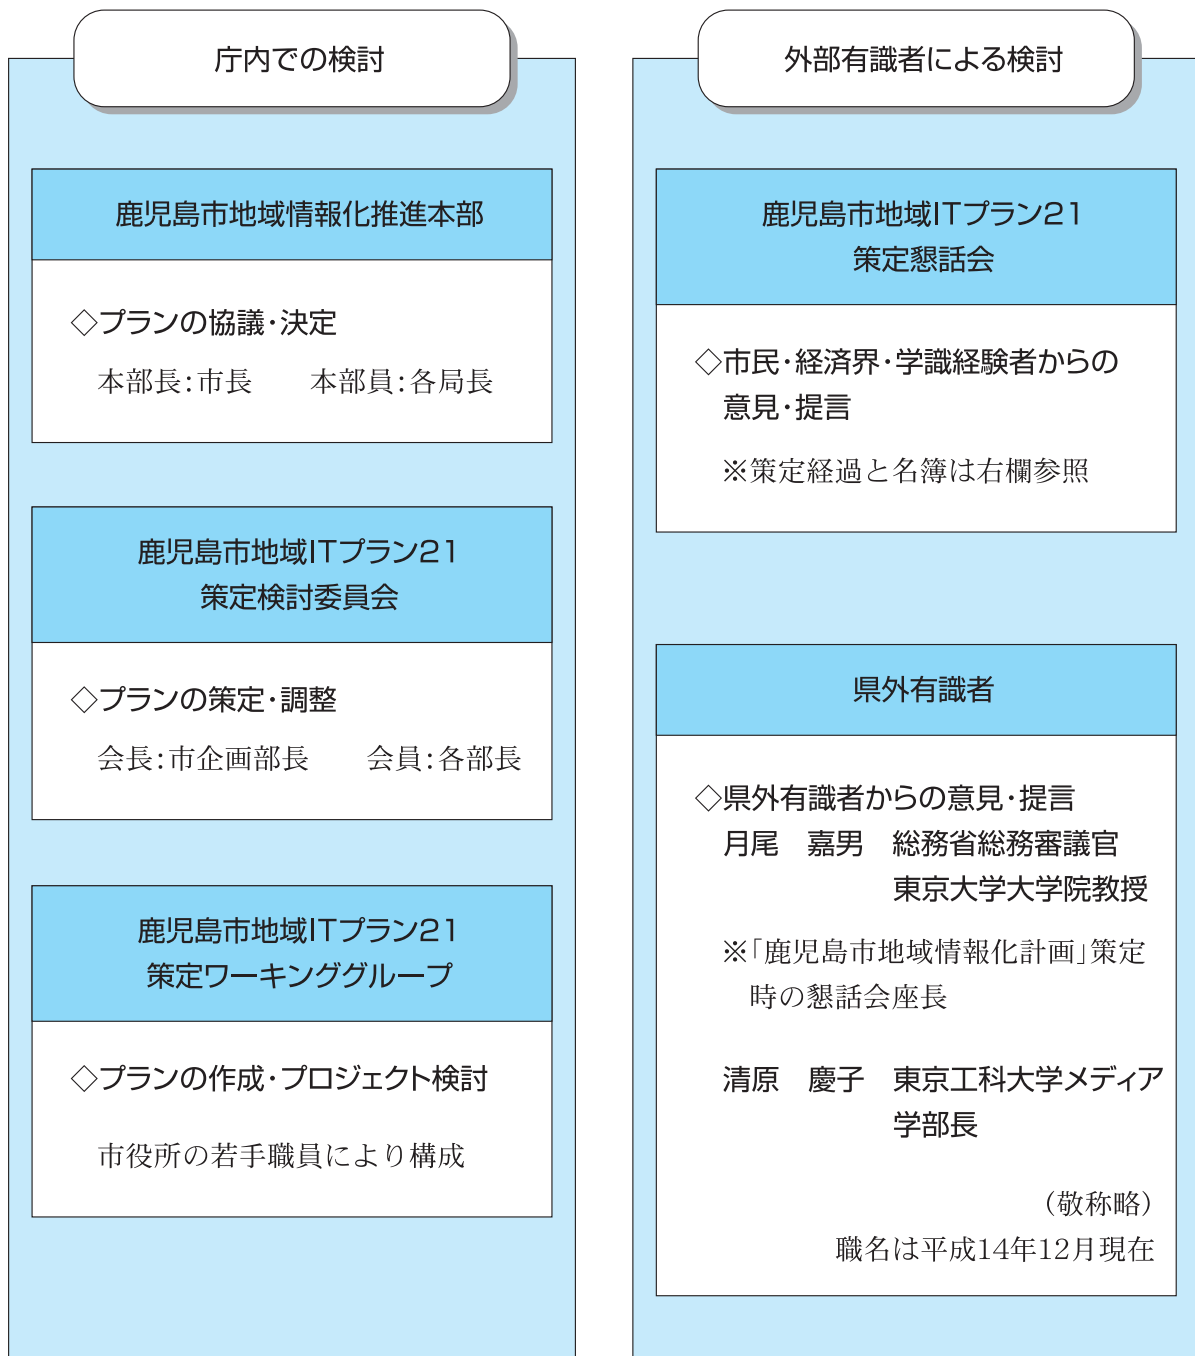 庁内での検討
鹿児島市地域情報化推進本部
◇プランの協議・決定
本部長：市長　本部員：各局長
鹿児島市地域ITプラン21
策定検討委員会
◇プランの策定・調整
会長：市企画部長　会員：各部長
鹿児島市地域ITプラン21
策定ワーキンググループ
◇プランの作成・プロジェクト検討
市役所の若手職員により構成
外部有識者による検討
鹿児島市地域ITプラン21
策定懇話会
◇市民・経済界・学識経験者からの
意見・提言
※策定経過と名簿は右欄参照
県外有識者
◇県外有識者からの意見・提言
月尾　嘉男　総務省総務審議官
東京大学大学院教授
※「鹿児島市地域情報化計画」策定
時の懇話会座長
清原　慶子　東京工科大学メディア
学部長
（敬称略）
職名は平成14年12月現在